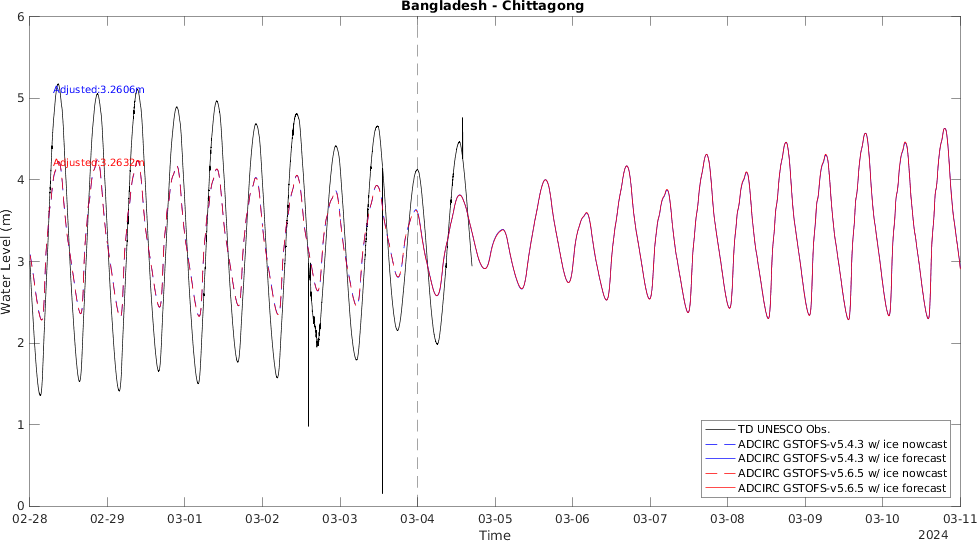 Bangladesh - Chittagong
6
5
4
3
2
1
0
Water Level (m)
Adjusted:3.2606m
Adjusted:3.2632m
TD UNESCO Obs.
ADCIRC GSTOFS-v5.4.3 w/ ice nowcast
ADCIRC GSTOFS-v5.4.3 w/ ice forecast
ADCIRC GSTOFS-v5.6.5 w/ ice nowcast
ADCIRC GSTOFS-v5.6.5 w/ ice forecast
02-28 02-29 03-01 03-02 03-03 03-04 03-05 03-06 03-07 03-08 03-09 03-10 03-11
Time
2024